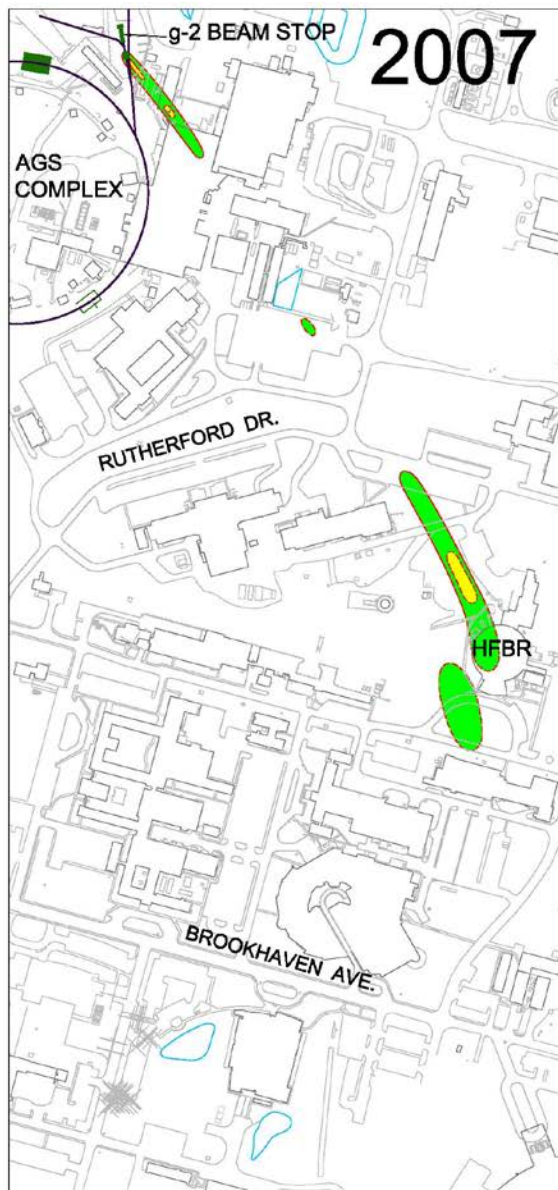 g-2 BEAM STOP
2007
AGS
COMPLEX
RUTHERFORD DR.
HFBR
BROOKHAVEN AVE.